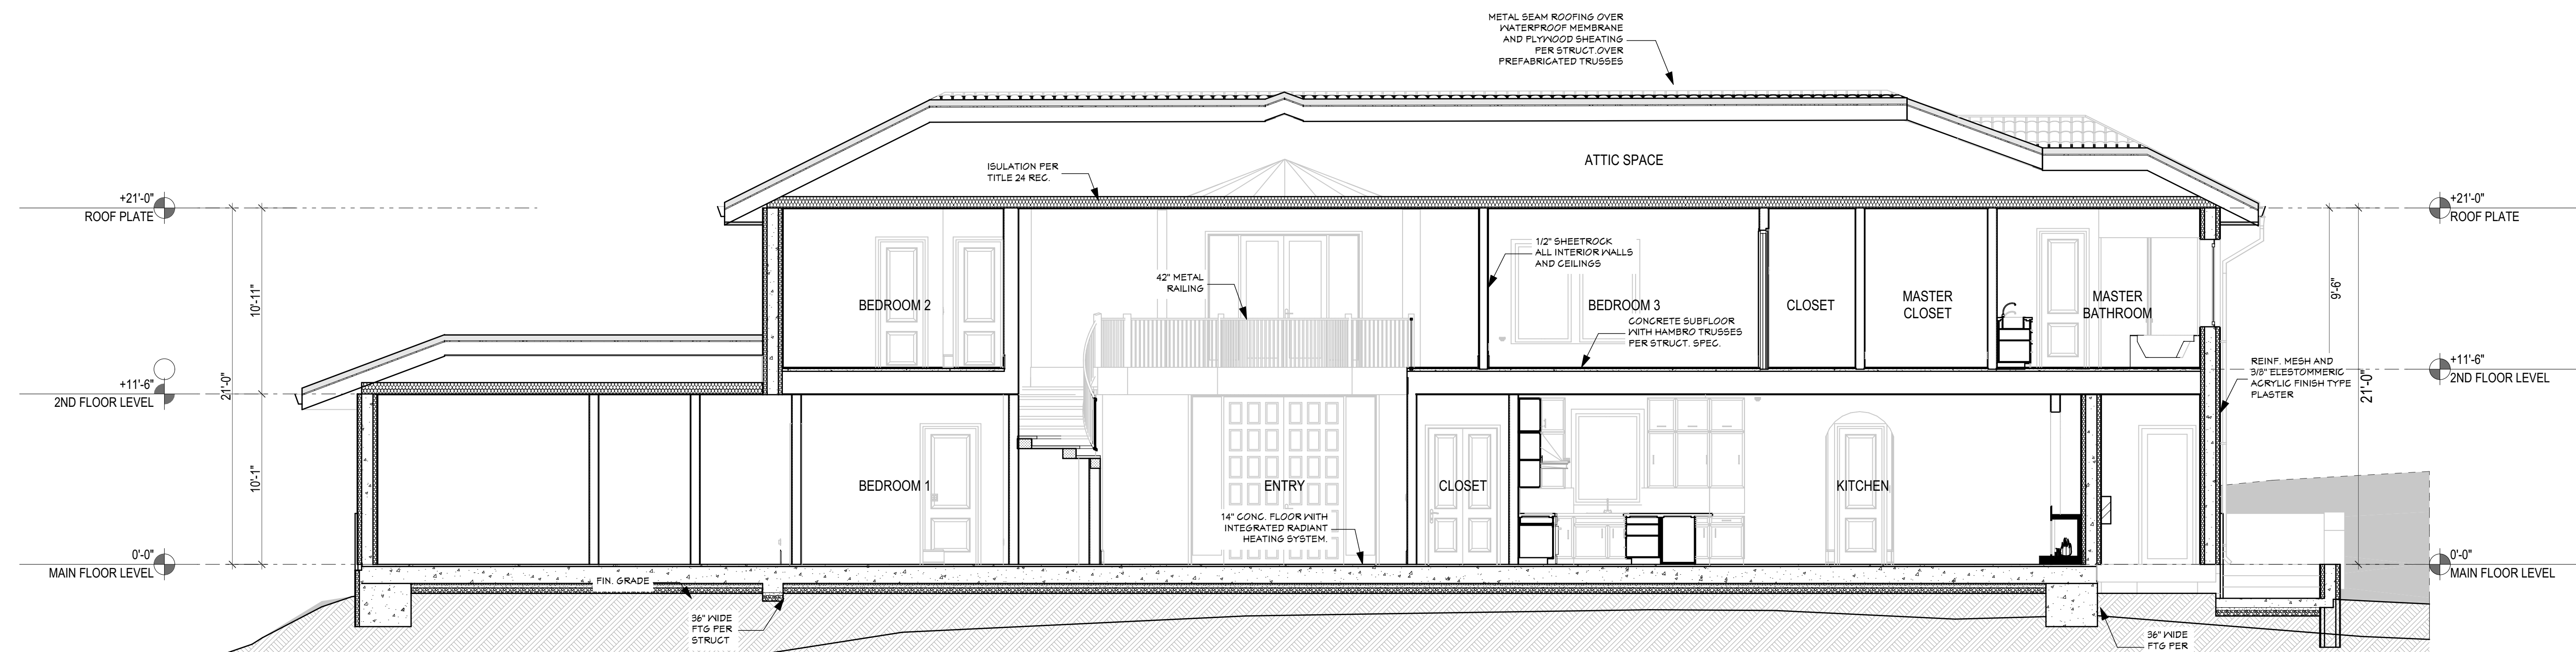 METAL SEAM ROOFING OVER
WATERPROOF MEMBRANE
AND PLYWOOD SHEATING
PER STRUCT.OVER
PREFABRICATED TRUSSES
ATTIC SPACE
ISULATION PER
TITLE 24 REC.
+21'-0"
ROOF PLATE
+21'-0"
ROOF PLATE
1/2" SHEETROCK
ALL INTERIOR WALLS
AND CEILINGS
42" METAL
RAILING
10'-11"
9'-6"
BEDROOM 2
BEDROOM 3
CLOSET
MASTER
CLOSET
MASTER
BATHROOM
CONCRETE SUBFLOOR
WITH HAMBRO TRUSSES
PER STRUCT. SPEC.
+11'-6"
2ND FLOOR LEVEL
21'-0"
+11'-6"
2ND FLOOR LEVEL
REINF. MESH AND
3/8" ELESTOMMERIC
ACRYLIC FINISH TYPE
PLASTER
21'-0"
10'-1"
BEDROOM 1
ENTRY
CLOSET
KITCHEN
14" CONC. FLOOR WITH
INTEGRATED RADIANT
HEATING SYSTEM.
0'-0"
MAIN FLOOR LEVEL
0'-0"
MAIN FLOOR LEVEL
FIN. GRADE
36" WIDE
FTG PER
STRUCT
36" WIDE
FTG PER